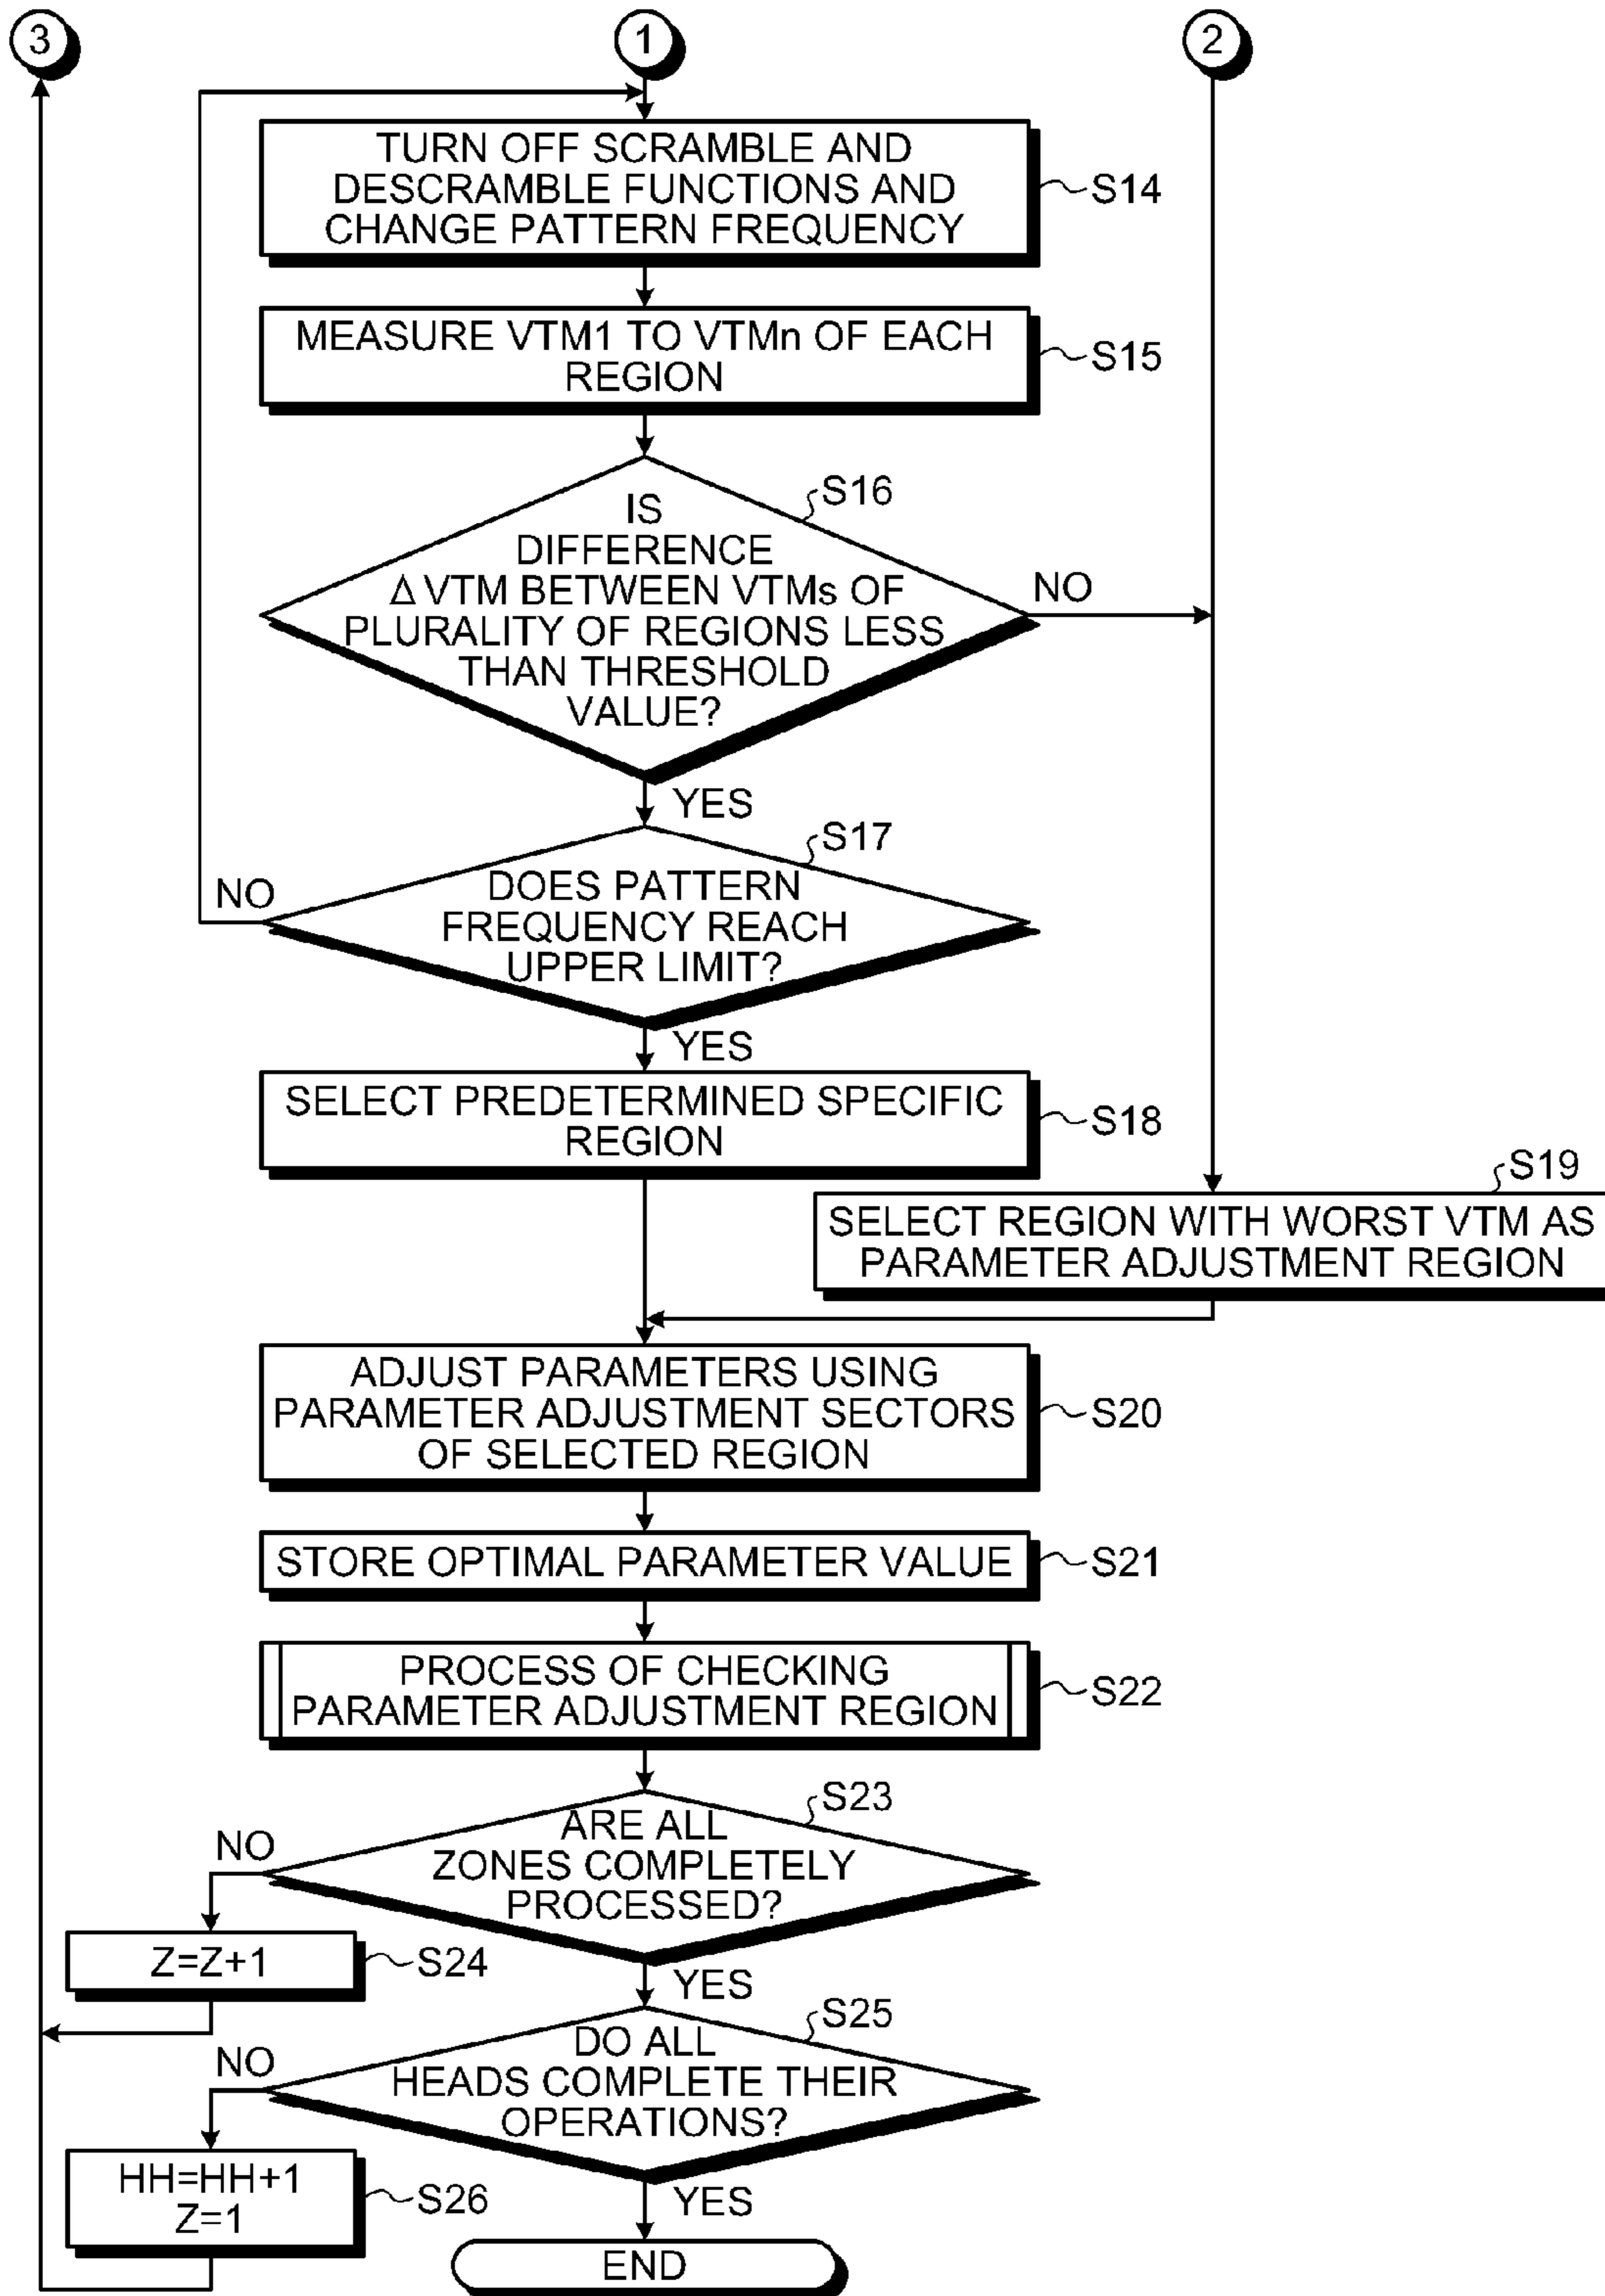 3
1
2
TURN OFF SCRAMBLE AND
DESCRAMBLE FUNCTIONS AND
CHANGE PATTERN FREQUENCY
S14
MEASURE VTM1 TO VTMn OF EACH
REGION
S15
S16
IS
DIFFERENCE
Δ VTM BETWEEN VTMs OF
PLURALITY OF REGIONS LESS
THAN THRESHOLD
VALUE?
NO
YES
S17
NO
DOES PATTERN
FREQUENCY REACH
UPPER LIMIT?
YES
SELECT PREDETERMINED SPECIFIC
REGION
S18
S19
SELECT REGION WITH WORST VTM AS
PARAMETER ADJUSTMENT REGION
ADJUST PARAMETERS USING
PARAMETER ADJUSTMENT SECTORS
OF SELECTED REGION
S20
STORE OPTIMAL PARAMETER VALUE
S21
PROCESS OF CHECKING
PARAMETER ADJUSTMENT REGION
S22
S23
NO
ARE ALL
ZONES COMPLETELY
PROCESSED?
Z=Z+1
S24
YES
S25
NO
DO ALL
HEADS COMPLETE THEIR
OPERATIONS?
HH=HH+1
Z=1
S26
YES
END